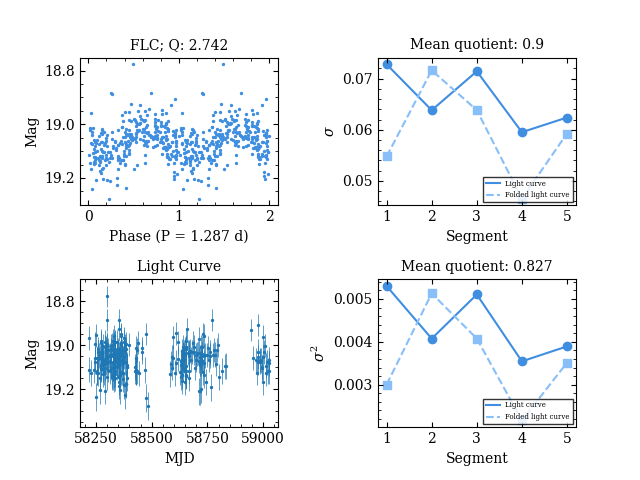 FLC; Q: 2.742
Mag
18.8
19.0
19.2
0
1
2
Phase (P = 1.287 d)
Mean quotient: 0.9
σ
0.07
0.06
0.05
Light curve
Folded light curve
1
2
3
4
5
Segment
Light Curve
Mag
18.8
19.0
19.2
58250
58500
58750
59000
MJD
Mean quotient: 0.827
σ²
0.005
0.004
0.003
Light curve
Folded light curve
1
2
3
4
5
Segment